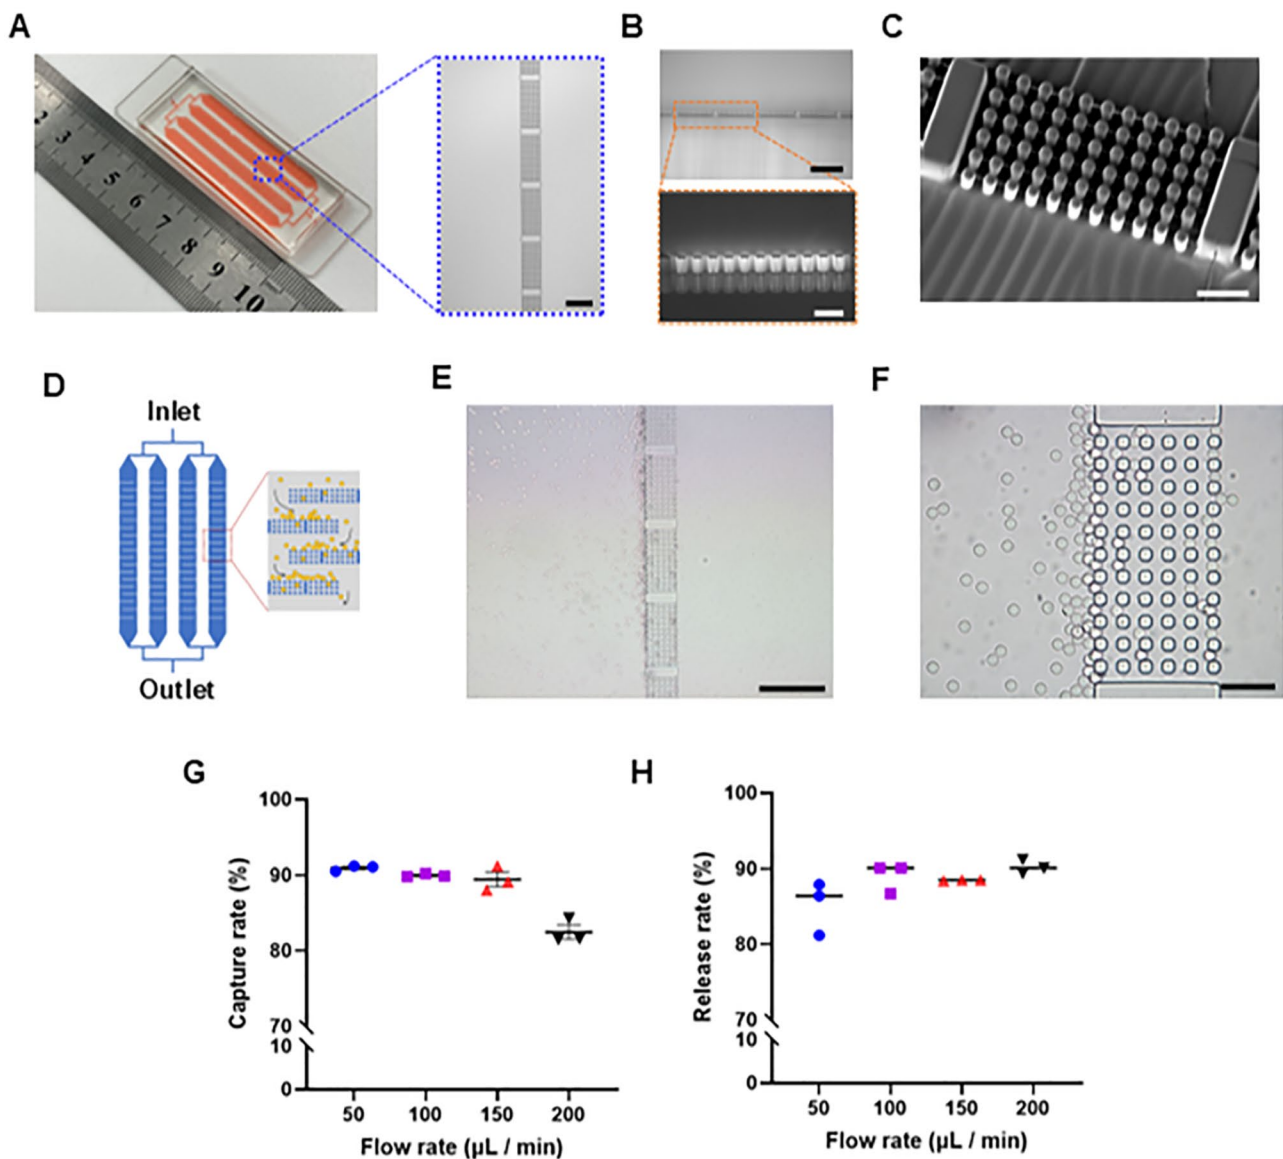 A
B
C
2 3 4 5 6 7 8 9 10
D
Inlet
Outlet
E
F
G
100
90
80
70
10
0
Capture rate (%)
50 100 150 200
Flow rate (µL / min)
H
100
90
80
70
10
0
Release rate (%)
50 100 150 200
Flow rate (µL / min)